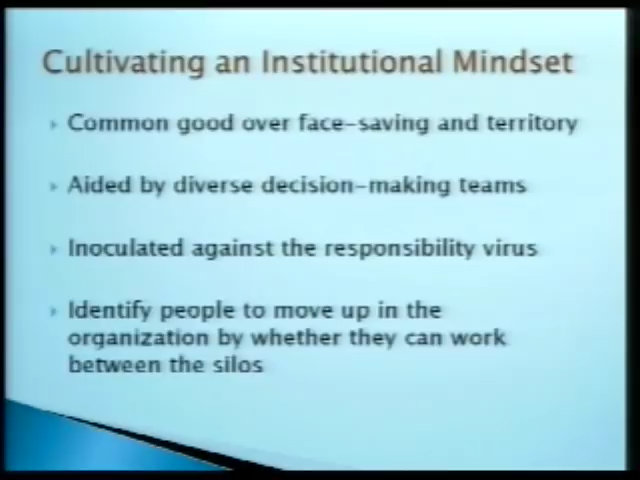 Cultivating an Institutional Mindset
Common good over face-saving and territory
Aided by diverse decision-making teams
Inoculated against the responsibility virus
Identify people to move up in the
organization by whether they can work
between the silos